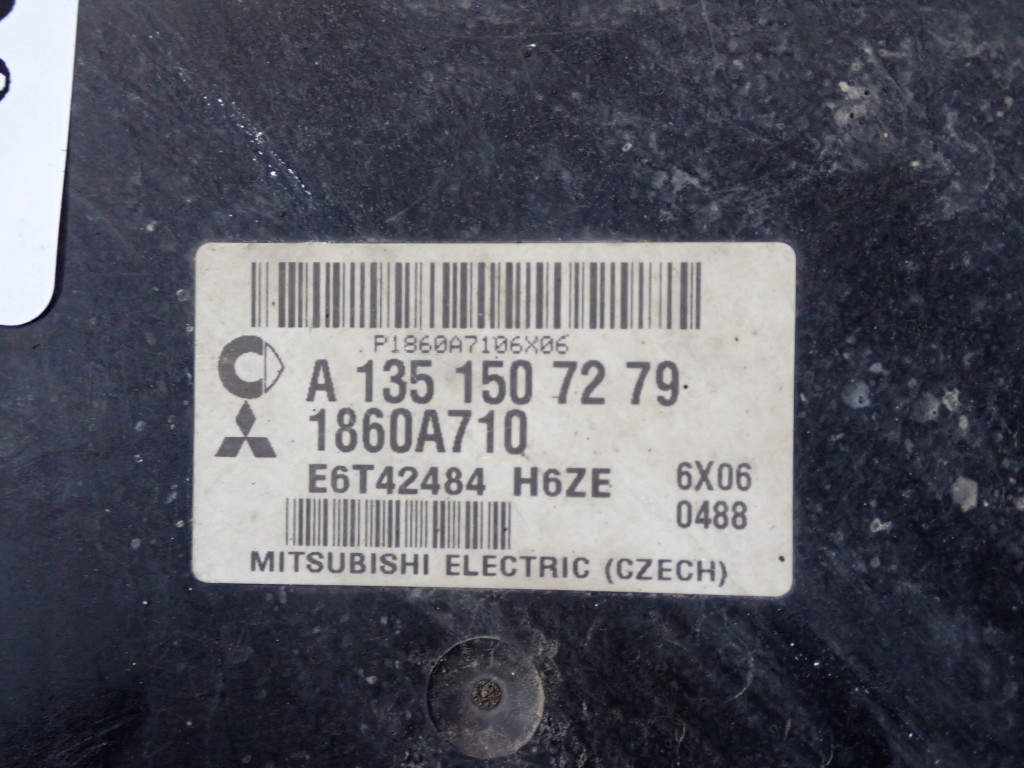 P1860A7106X06
A 135 150 72 79
1860A710
E6T42484 H6ZE 6X06
0488
MITSUBISHI ELECTRIC (CZECH)